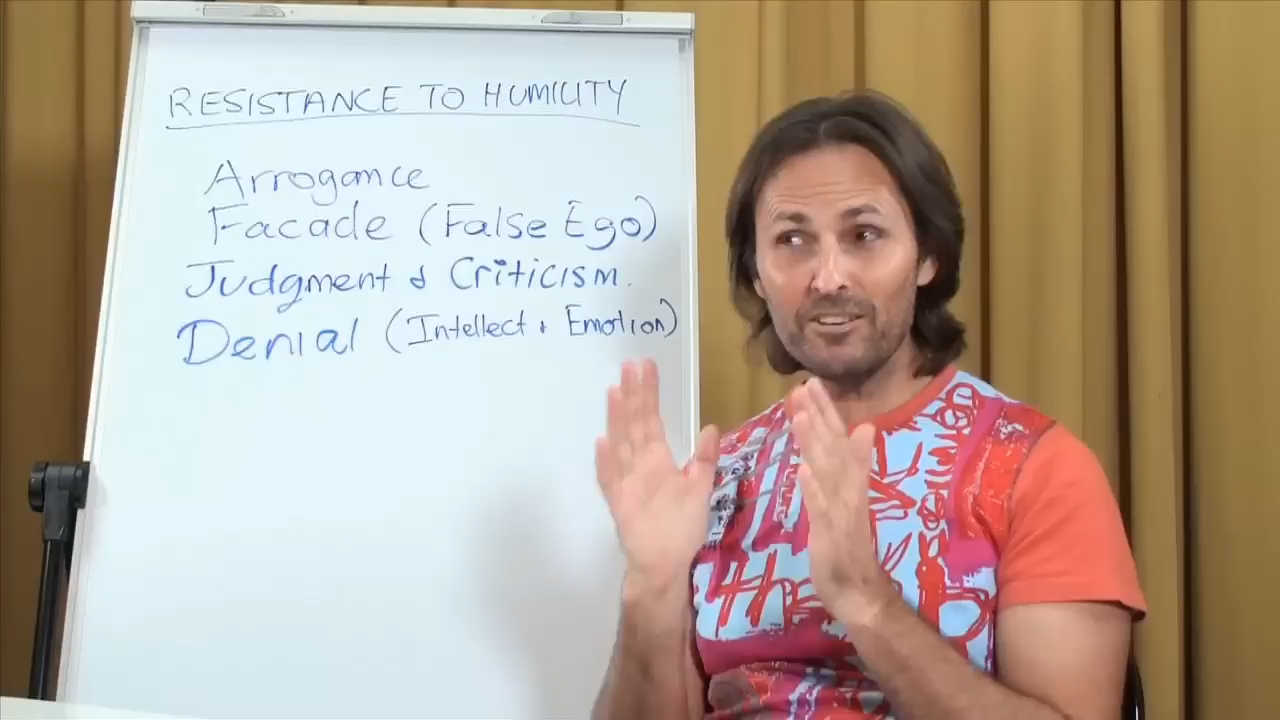 RESISTANCE TO HUMILITY
Arrogance
Facade (False Ego)
Judgment & Criticism.
Denial (Intellect & Emotion)